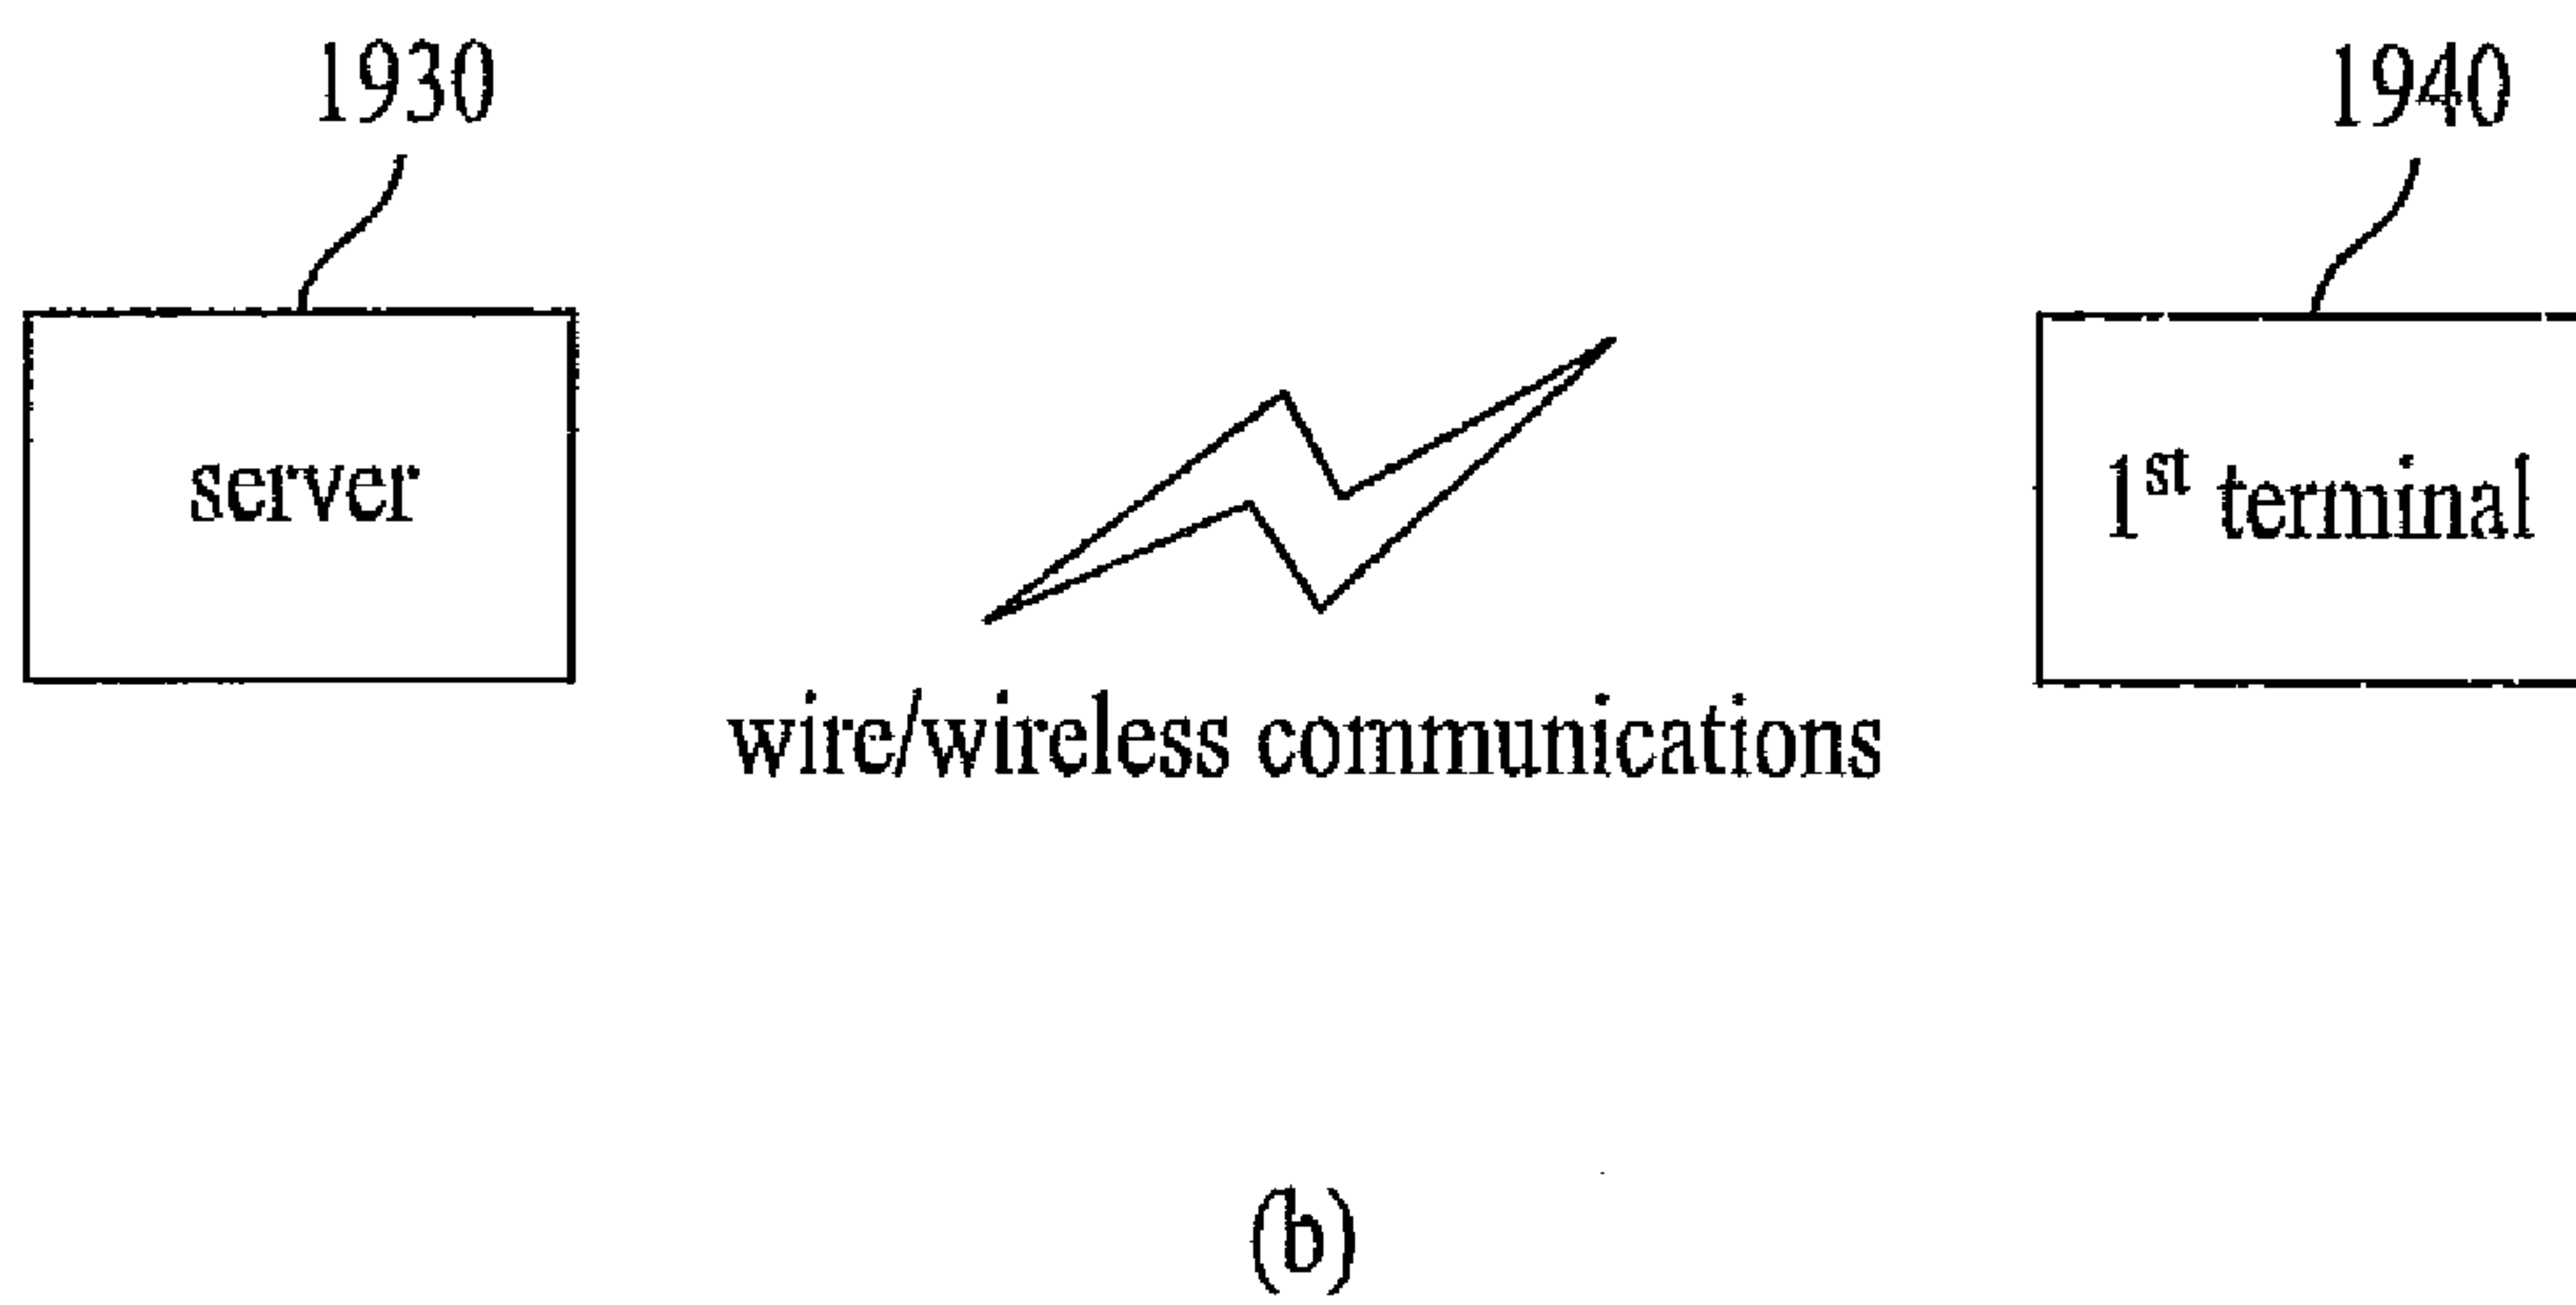 1930
1940
server
1st terminal
wire/wireless communications
(b)